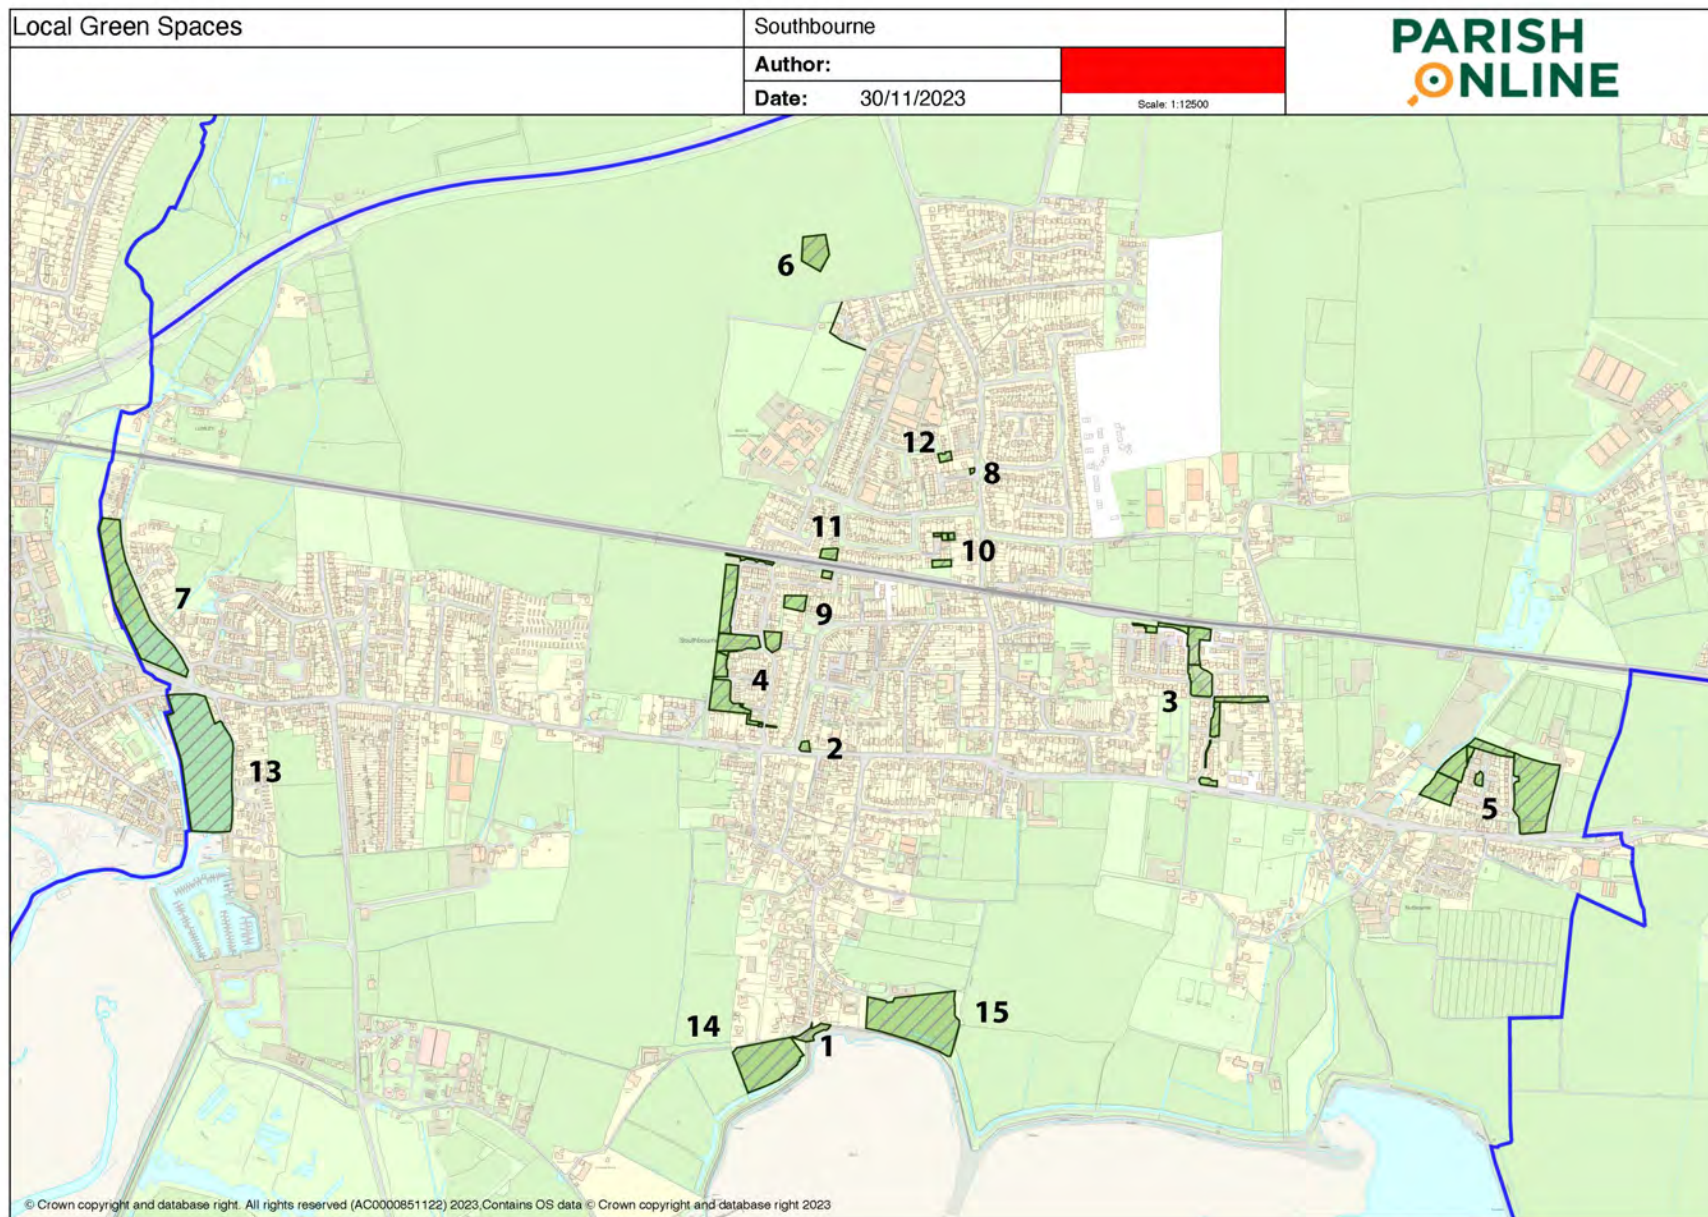 Local Green Spaces
Southbourne
Author:
Date: 30/11/2023
Scale: 1:12500
PARISH
ONLINE
6
12
8
11
10
7
9
Southbourne
4
3
2
13
5
14
15
1
© Crown copyright and database right. All rights reserved (AC0000851122) 2023,Contains OS data © Crown copyright and database right 2023